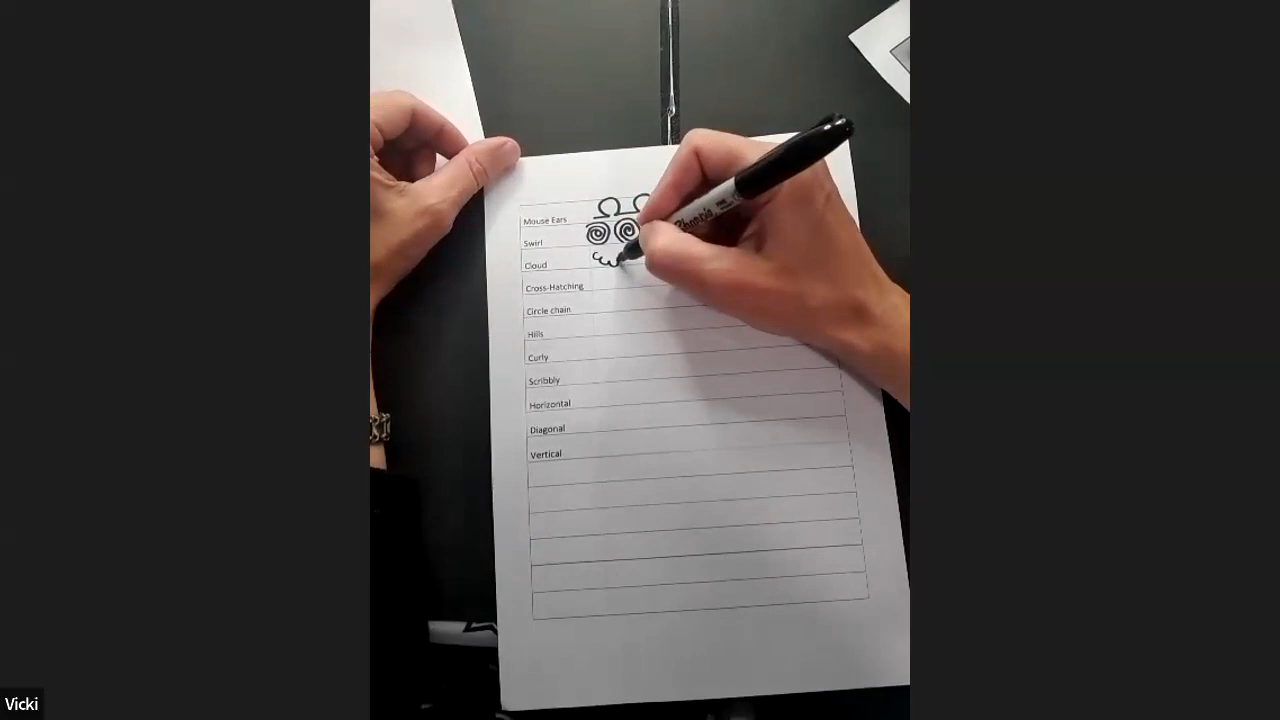 Mouse Ears
Swirl
Cloud
Cross-Hatching
Circle chain
Hills
Curly
Scribbly
Horizontal
Diagonal
Vertical
Vicki